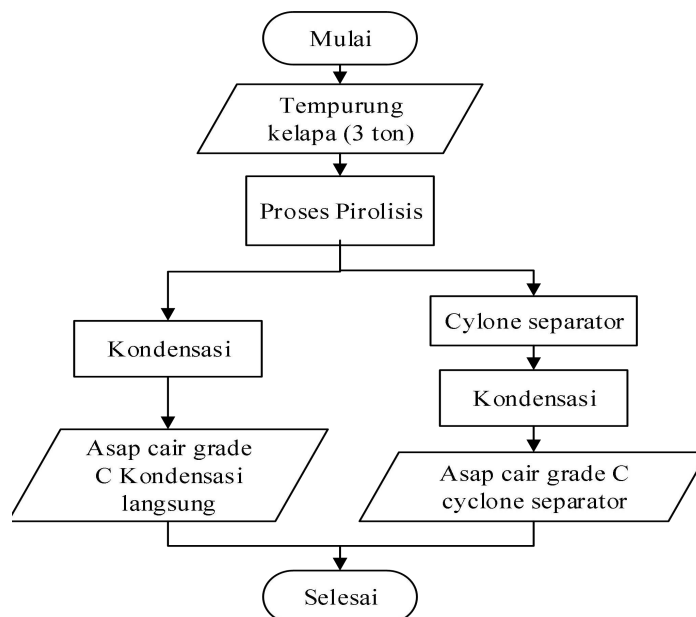 Mulai
Tempurung
kelapa (3 ton)
Proses Pirolisis
Kondensasi
Cylone separator
Kondensasi
Asap cair grade
C Kondensasi
langsung
Asap cair grade C
cyclone separator
Selesai